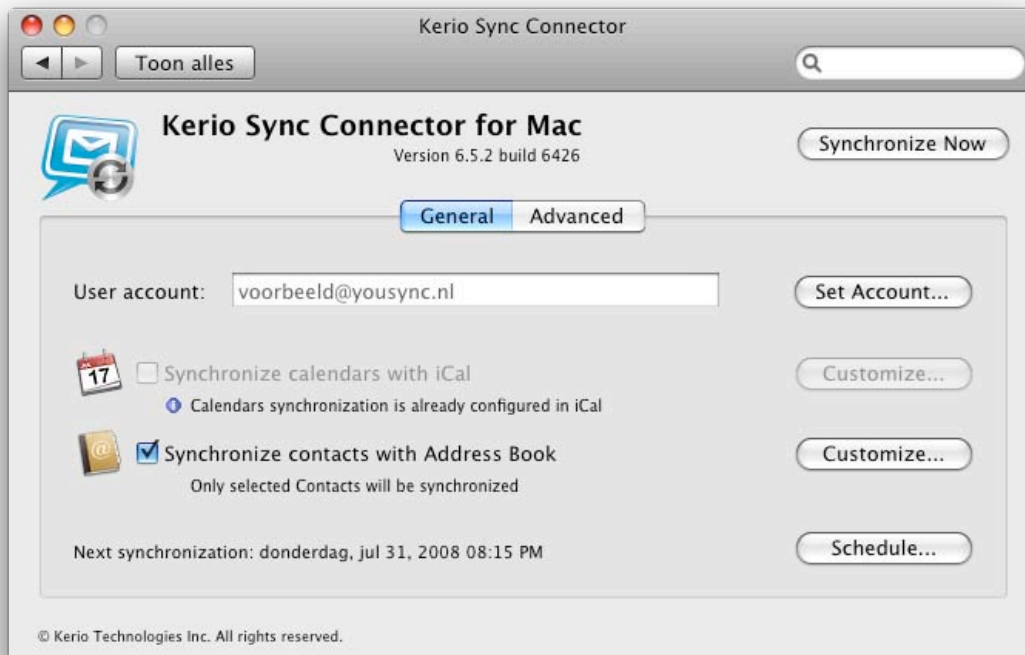 Kerio Sync Connector
Toon alles
Kerio Sync Connector for Mac
Version 6.5.2 build 6426
Synchronize Now
General Advanced
User account: voorbeeld@yousync.nl Set Account...
17 Synchronize calendars with iCal Customize...
Calendars synchronization is already configured in iCal
@ Synchronize contacts with Address Book Customize...
Only selected Contacts will be synchronized
Next synchronization: donderdag, jul 31, 2008 08:15 PM Schedule...
© Kerio Technologies Inc. All rights reserved.